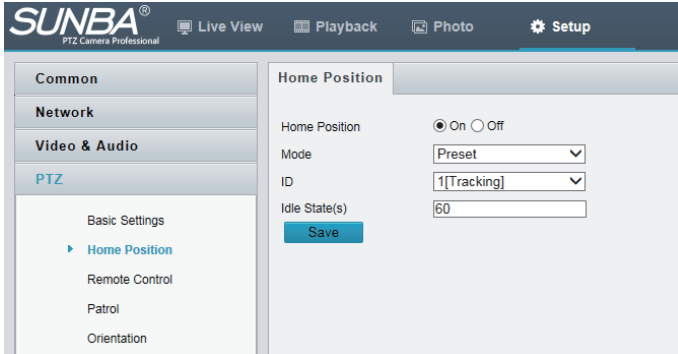 SUNBA®
PTZ Camera Professional
Live View
Playback
Photo
Setup
Common
Network
Video & Audio
PTZ
Basic Settings
Home Position
Remote Control
Patrol
Orientation
Home Position
Home Position On Off
Mode Preset
ID 1[Tracking]
Idle State(s) 60
Save